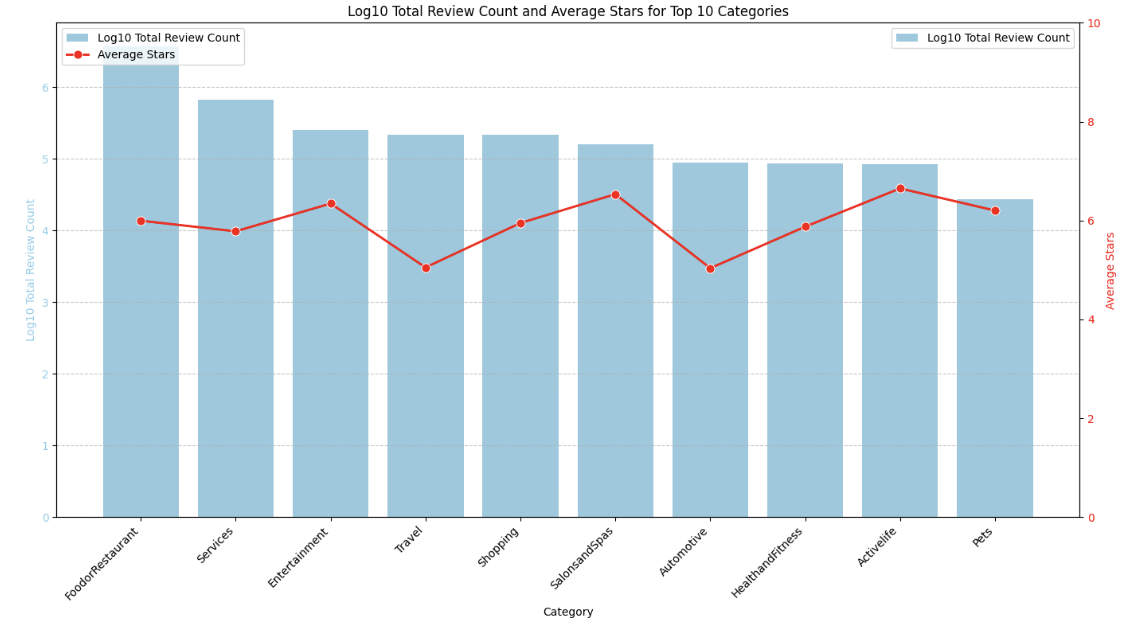 Log10 Total Review Count and Average Stars for Top 10 Categories
Log10 Total Review Count
Average Stars
Log10 Total Review Count
Log10 Total Review Count
6
5
4
3
2
1
0
10
8
6
4
2
0
Average Stars
FoodorRestaurant
Services
Entertainment
Travel
Shopping
SalonsandSpas
Automotive
HealthandFitness
Activelife
Pets
Category